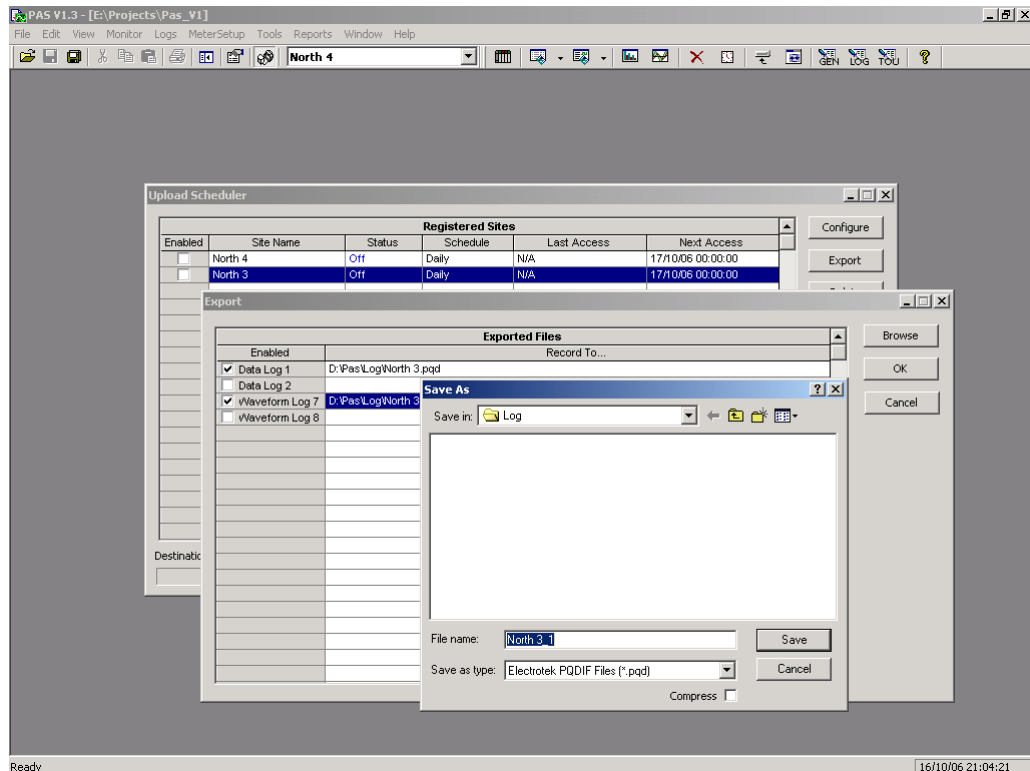 PAS V1.3 - [E:\Projects\Pas_V1]
File Edit View Monitor Logs MeterSetup Tools Reports Window Help
North 4
GEN LOG TOU
Upload Scheduler
Registered Sites
Enabled Site Name Status Schedule Last Access Next Access
North 4 Off Daily N/A 17/10/06 00:00:00
North 3 Off Daily N/A 17/10/06 00:00:00
Configure
Export
Export
Exported Files
Enabled Record To...
Data Log 1 D:\Pas\Log\North 3.pqd
Data Log 2
Waveform Log 7 D:\Pas\Log\North 3
Waveform Log 8
Browse
OK
Cancel
Save As
Save in: Log
File name: North 3_1
Save
Save as type: Electrotek PQDIF Files (*.pqd)
Cancel
Compress
Destinatic
Ready
16/10/06 21:04:21